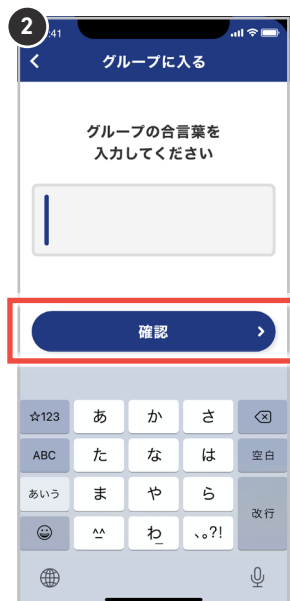 2
:41
グループに入る
グループの合言葉を
入力してください
確認
☆123 あ か さ
ABC た な は 空白
あいう ま や ら
改行
^^ わ_ 、。?!